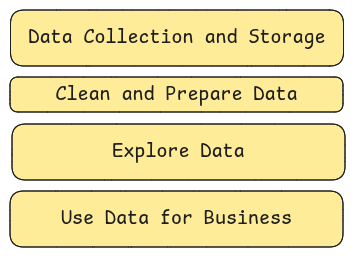 Data Collection and Storage
Clean and Prepare Data
Explore Data
Use Data for Business